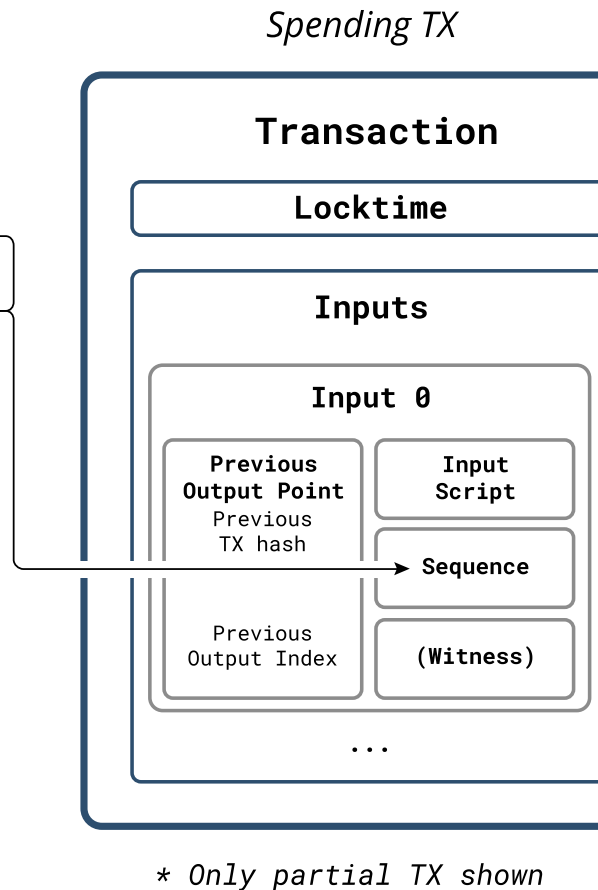 Spending TX
Transaction
Locktime
Inputs
Input 0
Previous
Output Point
Previous
TX hash
Previous
Output Index
Input
Script
Sequence
(Witness)
...
* Only partial TX shown